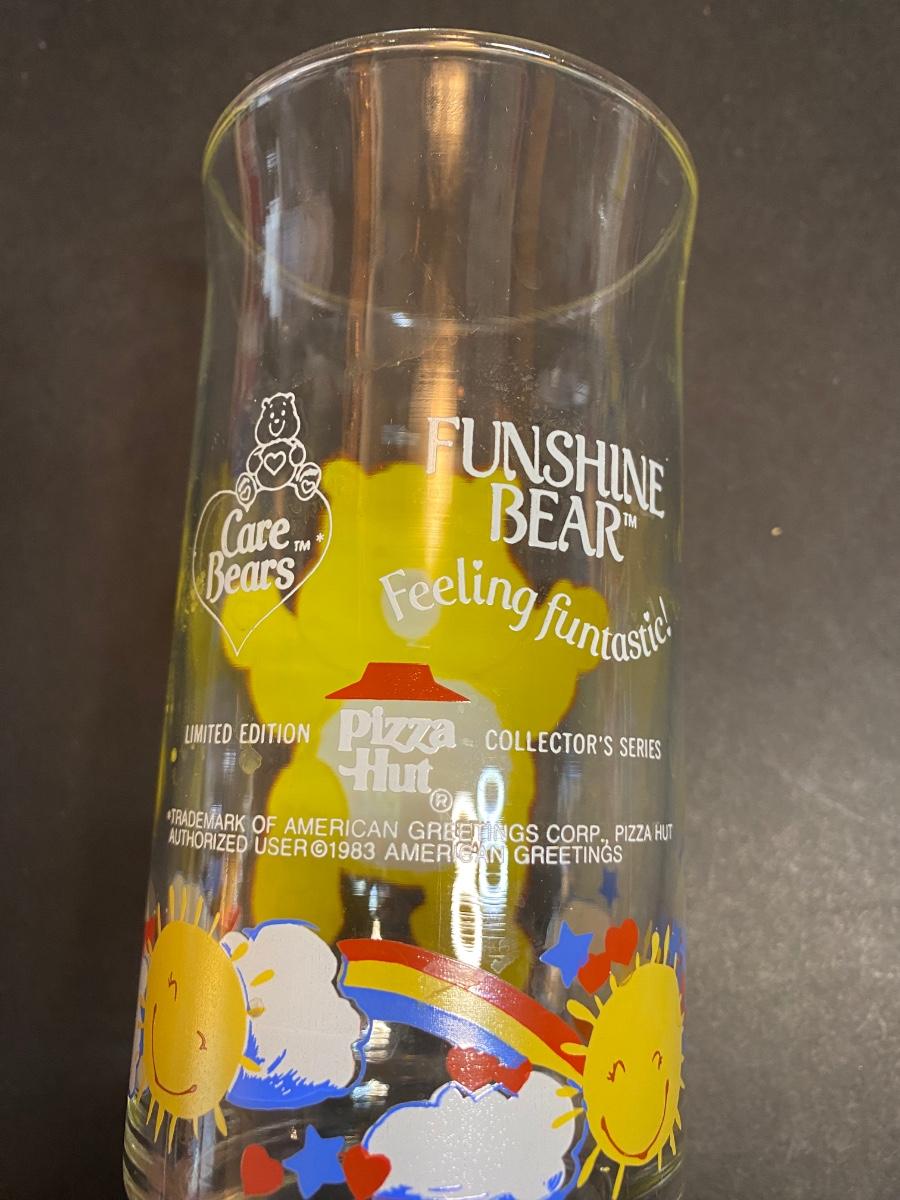 FUNSHINE
BEAR™
Care
Bears™*
Feeling funtastic!
LIMITED EDITION
Pizza
Hut®
COLLECTOR'S SERIES
*TRADEMARK OF AMERICAN GREETINGS CORP., PIZZA HUT
AUTHORIZED USER ©1983 AMERICAN GREETINGS